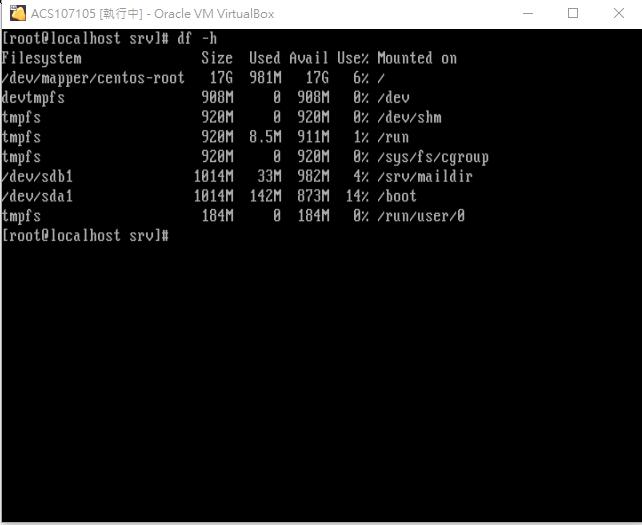 ACS107105 [執行中] - Oracle VM VirtualBox
[root@localhost srv]# df -h
Filesystem Size Used Avail Use% Mounted on
/dev/mapper/centos-root 17G 981M 17G 6% /
devtmpfs 908M 0 908M 0% /dev
tmpfs 920M 0 920M 0% /dev/shm
tmpfs 920M 8.5M 911M 1% /run
tmpfs 920M 0 920M 0% /sys/fs/cgroup
/dev/sdb1 1014M 33M 982M 4% /srv/maildir
/dev/sda1 1014M 142M 873M 14% /boot
tmpfs 184M 0 184M 0% /run/user/0
[root@localhost srv]#